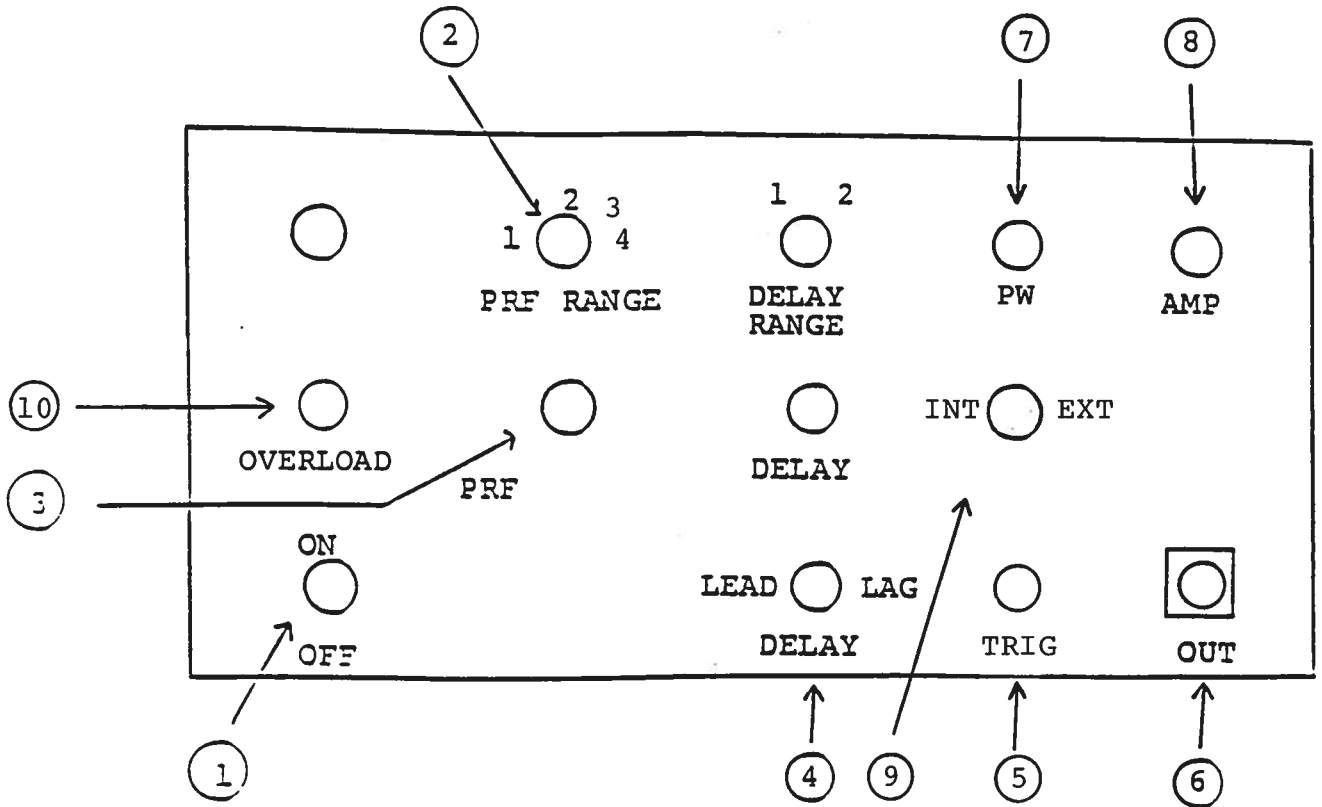 2
7
8
1 2 3 4
PRF RANGE
1 2
DELAY
RANGE
PW
AMP
10
OVERLOAD
3
PRF
DELAY
INT EXT
ON
OFF
LEAD LAG
DELAY
TRIG
OUT
1
4
9
5
6